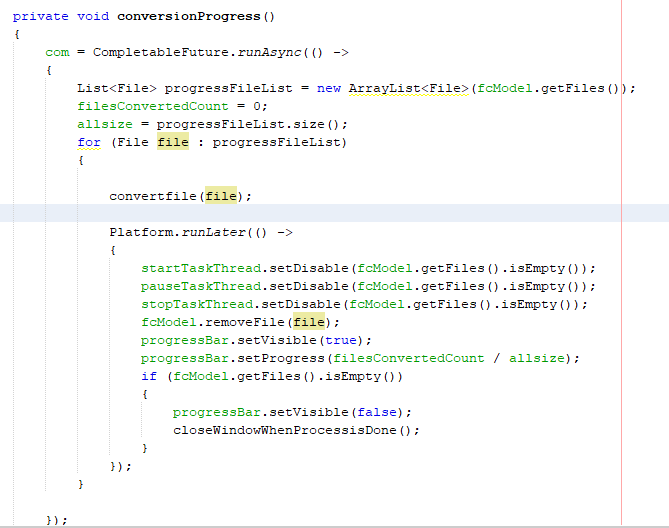 private void conversionProgress()
{
com = CompletableFuture.runAsync(() ->
{
List<File> progressFileList = new ArrayList<File>(fcModel.getFiles());
filesConvertedCount = 0;
allsize = progressFileList.size();
for (File file : progressFileList)
{
convertfile(file);
Platform.runLater(() ->
{
startTaskThread.setDisable(fcModel.getFiles().isEmpty());
pauseTaskThread.setDisable(fcModel.getFiles().isEmpty());
stopTaskThread.setDisable(fcModel.getFiles().isEmpty());
fcModel.removeFile(file);
progressBar.setVisible(true);
progressBar.setProgress(filesConvertedCount / allsize);
if (fcModel.getFiles().isEmpty())
{
progressBar.setVisible(false);
closeWindowWhenProcessisDone();
}
});
}
});